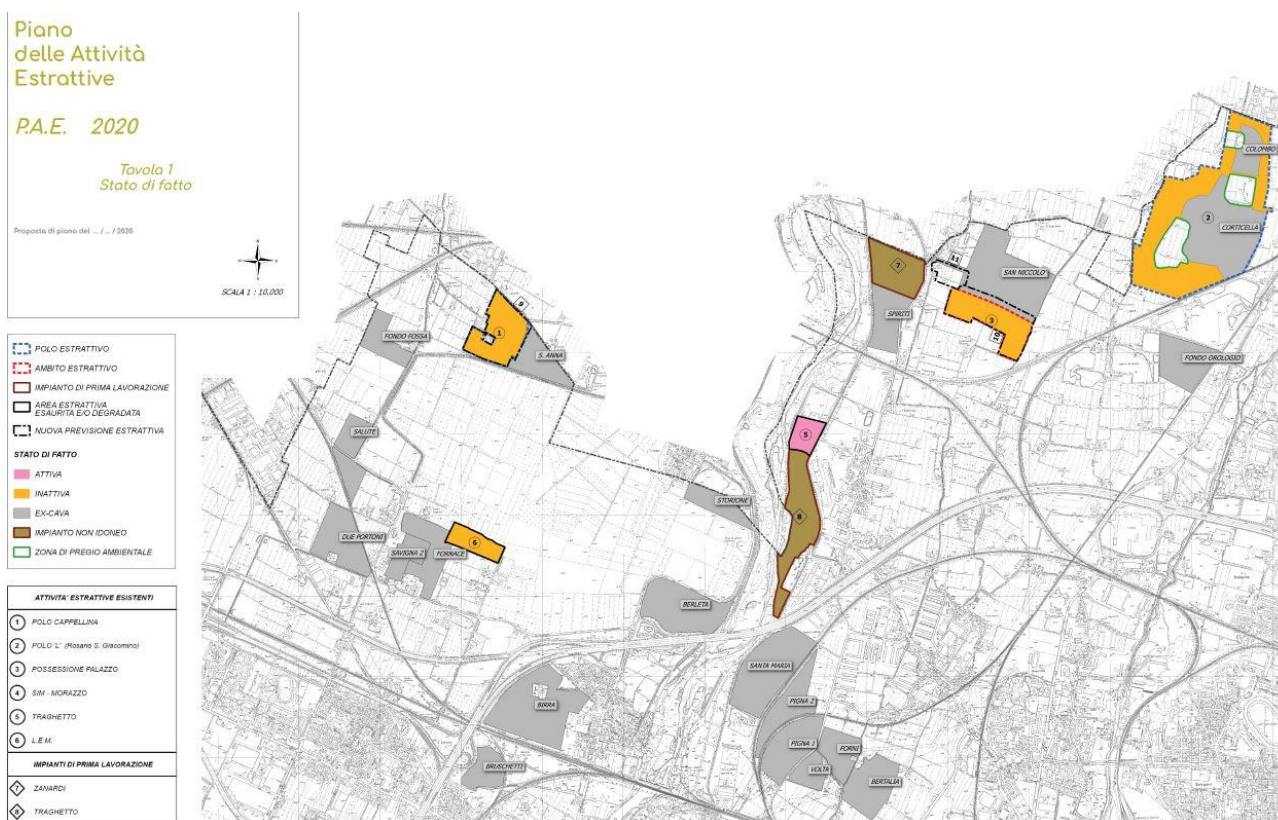 Piano
delle Attività
Estrattive
P.A.E. 2020
Tavola 1
Stato di fatto
Proposta di piano del ... / ... / 2020
SCALA 1 : 10.000
POLO ESTRATTIVO
AMBITO ESTRATTIVO
IMPIANTO DI PRIMA LAVORAZIONE
AREA ESTRATTIVA
ESAURITA E/O DEGRADATA
NUOVA PREVISIONE ESTRATTIVA
STATO DI FATTO
ATTIVA
INATTIVA
EX-CAVA
IMPIANTO NON IDONEO
ZONA DI PREGIO AMBIENTALE
ATTIVITA' ESTRATTIVE ESISTENTI
1 POLO CAPPELLINA
2 POLO 'L' (Rosario S. Giacomino)
3 POSSESSIONE PALAZZO
4 SIM - MORAZZO
5 TRAGHETTO
6 L.E.M.
IMPIANTI DI PRIMA LAVORAZIONE
7 ZANARDI
8 TRAGHETTO
COLOMBO
2
CORTICELLA
7
11
SAN NICCOLO'
SPIRITI
3
10
FONDO OROLOGIO
9
1
FONDO FOSSA
S. ANNA
SALUTE
5
STORIONE
8
DUE PORTONI
SAVIGNA 2
FORNACE
6
BERLETA
SANTA MARIA
PIGNA 2
BIRRA
PIGNA 1
FORNI
VOLTA
BRUSCHETTI
BERTALIA